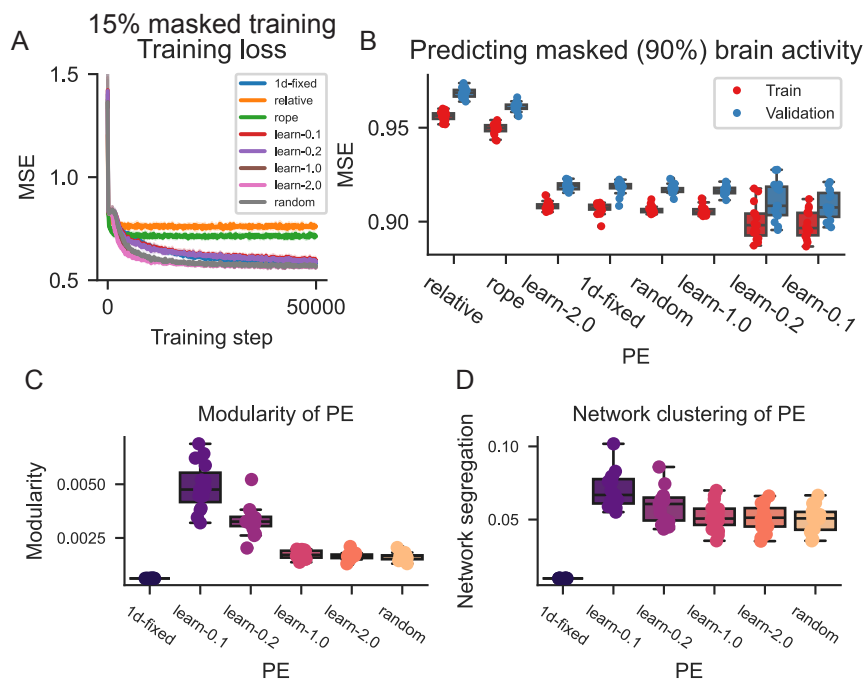 A
15% masked training
Training loss
1.5
1.0
0.5
MSE
1d-fixed
relative
rope
learn-0.1
learn-0.2
learn-1.0
learn-2.0
random
0
50000
Training step
B
Predicting masked (90%) brain activity
Train
Validation
0.95
0.90
MSE
relative
rope
learn-2.0
1d-fixed
random
learn-1.0
learn-0.2
learn-0.1
PE
C
Modularity of PE
0.0050
0.0025
Modularity
1d-fixed
learn-0.1
learn-0.2
learn-1.0
learn-2.0
random
PE
D
Network clustering of PE
0.10
0.05
Network segregation
1d-fixed
learn-0.1
learn-0.2
learn-1.0
learn-2.0
random
PE